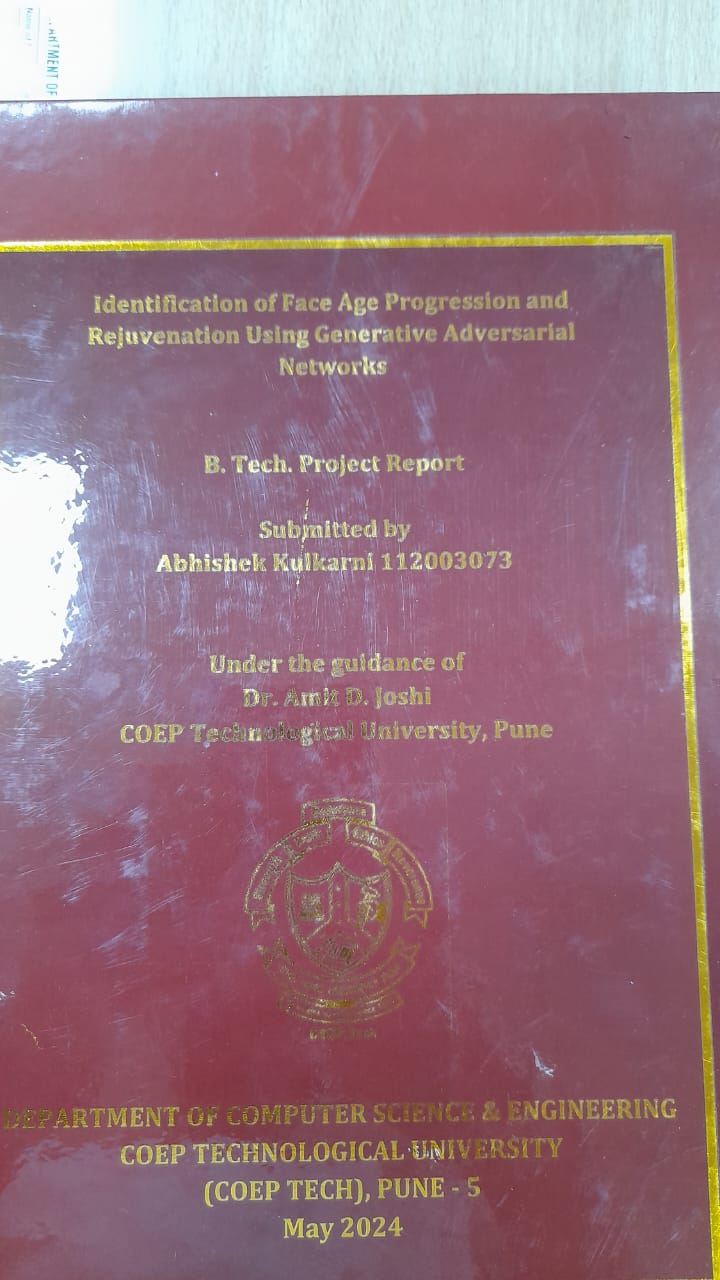 ARTMENT OF
Identification of Face Age Progression and
Rejuvenation Using Generative Adversarial
Networks
B. Tech. Project Report
Submitted by
Abhishek Kulkarni 112003073
Under the guidance of
Dr. Amit D. Joshi
COEP Technological University, Pune
DEPARTMENT OF COMPUTER SCIENCE & ENGINEERING
COEP TECHNOLOGICAL UNIVERSITY
(COEP TECH), PUNE - 5
May 2024